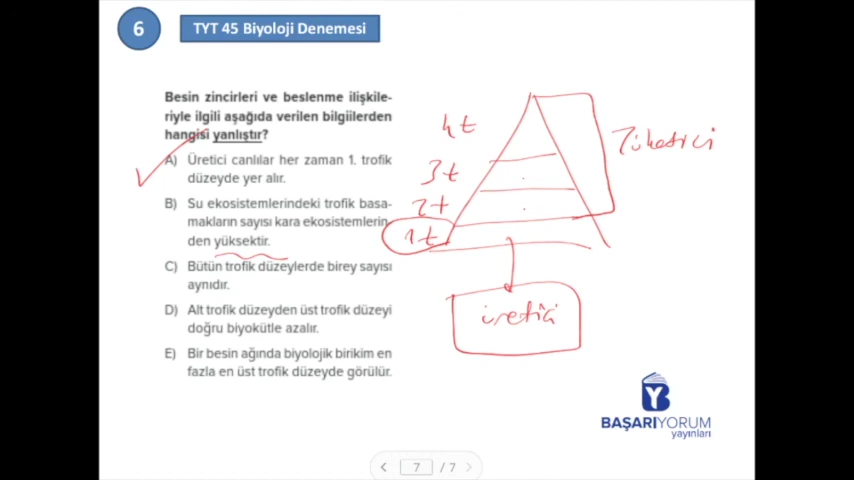 6
TYT 45 Biyoloji Denemesi
Besin zincirleri ve beslenme ilişkile-
riyle ilgili aşağıda verilen bilgiilerden
hangisi yanlıştır?
A) Üretici canlılar her zaman 1. trofik
düzeyde yer alır.
B) Su ekosistemlerindeki trofik basa-
makların sayısı kara ekosistemlerin-
den yüksektir.
C) Bütün trofik düzeylerde birey sayısı
aynıdır.
D) Alt trofik düzeyden üst trofik düzeyi
doğru biyokütle azalır.
E) Bir besin ağında biyolojik birikim en
fazla en üst trofik düzeyde görülür.
4t
3t
2t
1t
Tüketici
üretici
BAŞARIYORUM
yayınları
7 / 7